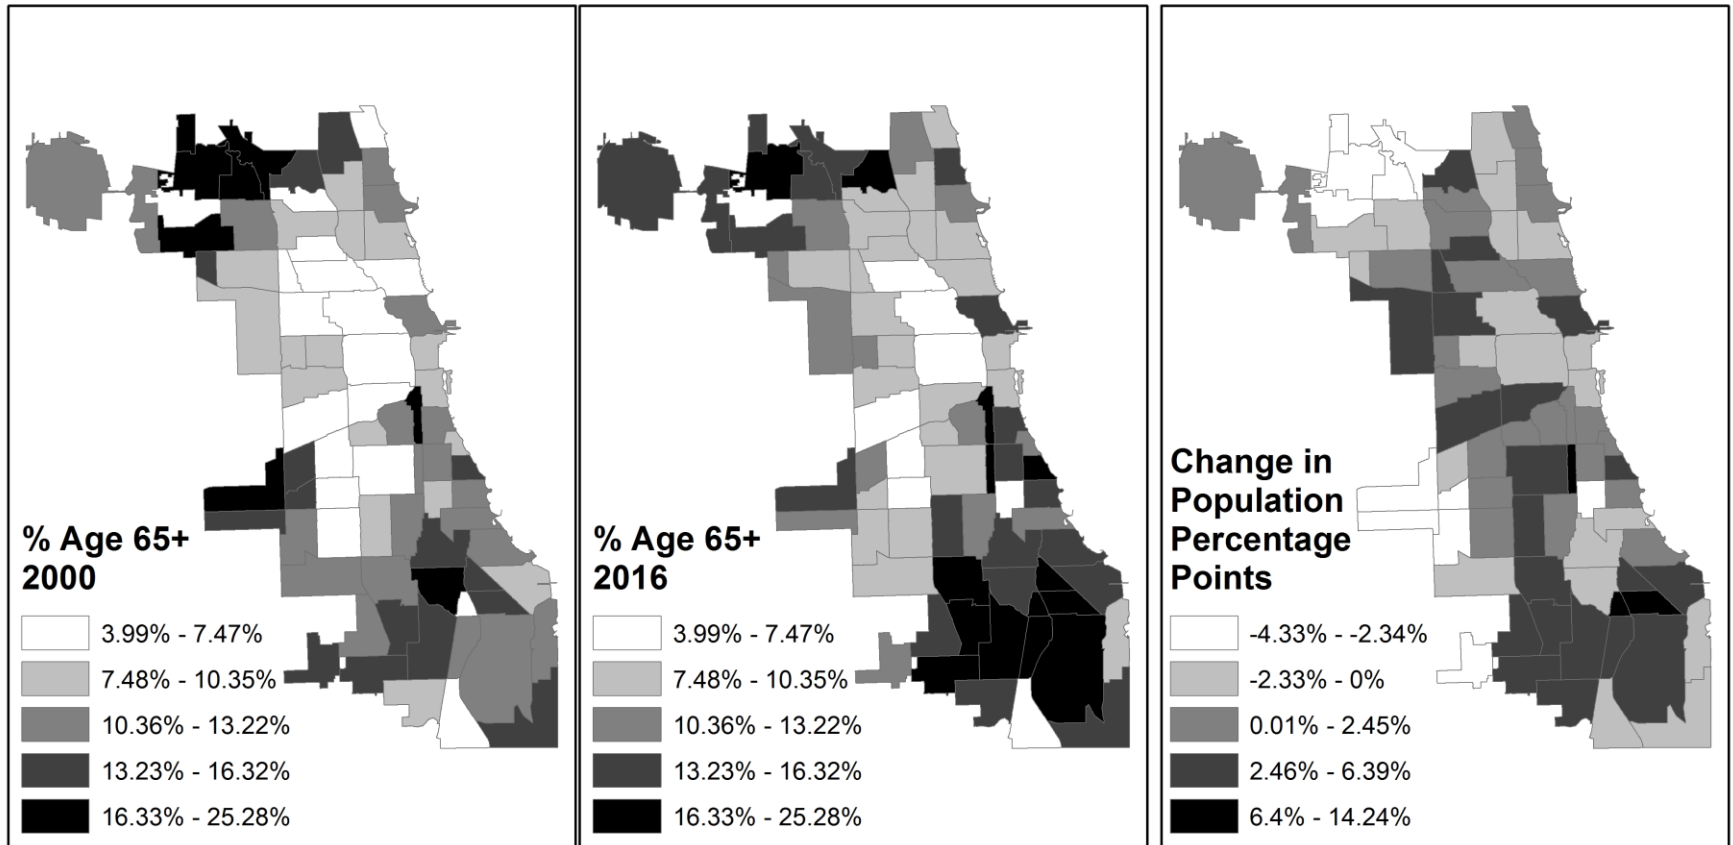 % Age 65+
2000
3.99% - 7.47%
7.48% - 10.35%
10.36% - 13.22%
13.23% - 16.32%
16.33% - 25.28%
% Age 65+
2016
3.99% - 7.47%
7.48% - 10.35%
10.36% - 13.22%
13.23% - 16.32%
16.33% - 25.28%
Change in
Population
Percentage
Points
-4.33% - -2.34%
-2.33% - 0%
0.01% - 2.45%
2.46% - 6.39%
6.4% - 14.24%